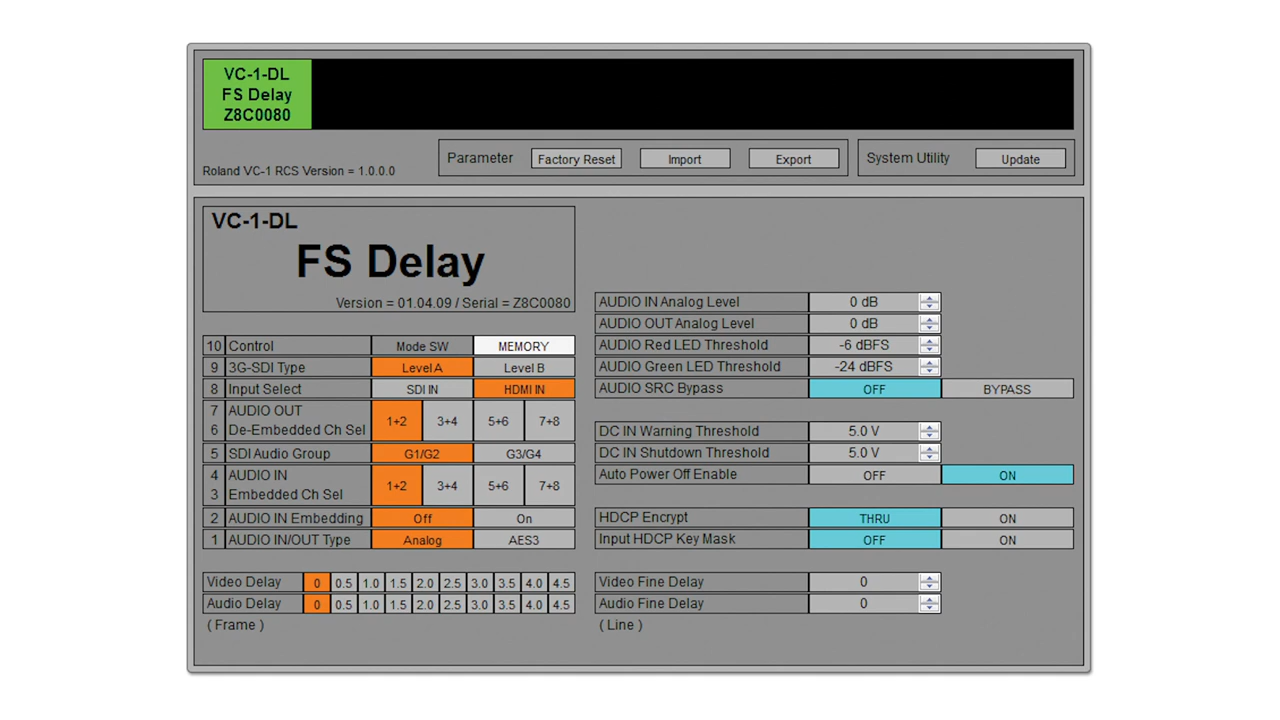 VC-1-DL
FS Delay
Z8C0080
Roland VC-1 RCS Version = 1.0.0.0
Parameter Factory Reset Import Export System Utility Update
VC-1-DL
FS Delay
Version = 01.04.09 / Serial = Z8C0080
10 Control Mode SW MEMORY
9 3G-SDI Type Level A Level B
8 Input Select SDI IN HDMI IN
7 AUDIO OUT
6 De-Embedded Ch Sel 1+2 3+4 5+6 7+8
5 SDI Audio Group G1/G2 G3/G4
4 AUDIO IN
3 Embedded Ch Sel 1+2 3+4 5+6 7+8
2 AUDIO IN Embedding Off On
1 AUDIO IN/OUT Type Analog AES3
Video Delay 0 0.5 1.0 1.5 2.0 2.5 3.0 3.5 4.0 4.5
Audio Delay 0 0.5 1.0 1.5 2.0 2.5 3.0 3.5 4.0 4.5
( Frame )
AUDIO IN Analog Level 0 dB
AUDIO OUT Analog Level 0 dB
AUDIO Red LED Threshold -6 dBFS
AUDIO Green LED Threshold -24 dBFS
AUDIO SRC Bypass OFF BYPASS
DC IN Warning Threshold 5.0 V
DC IN Shutdown Threshold 5.0 V
Auto Power Off Enable OFF ON
HDCP Encrypt THRU ON
Input HDCP Key Mask OFF ON
Video Fine Delay 0
Audio Fine Delay 0
( Line )